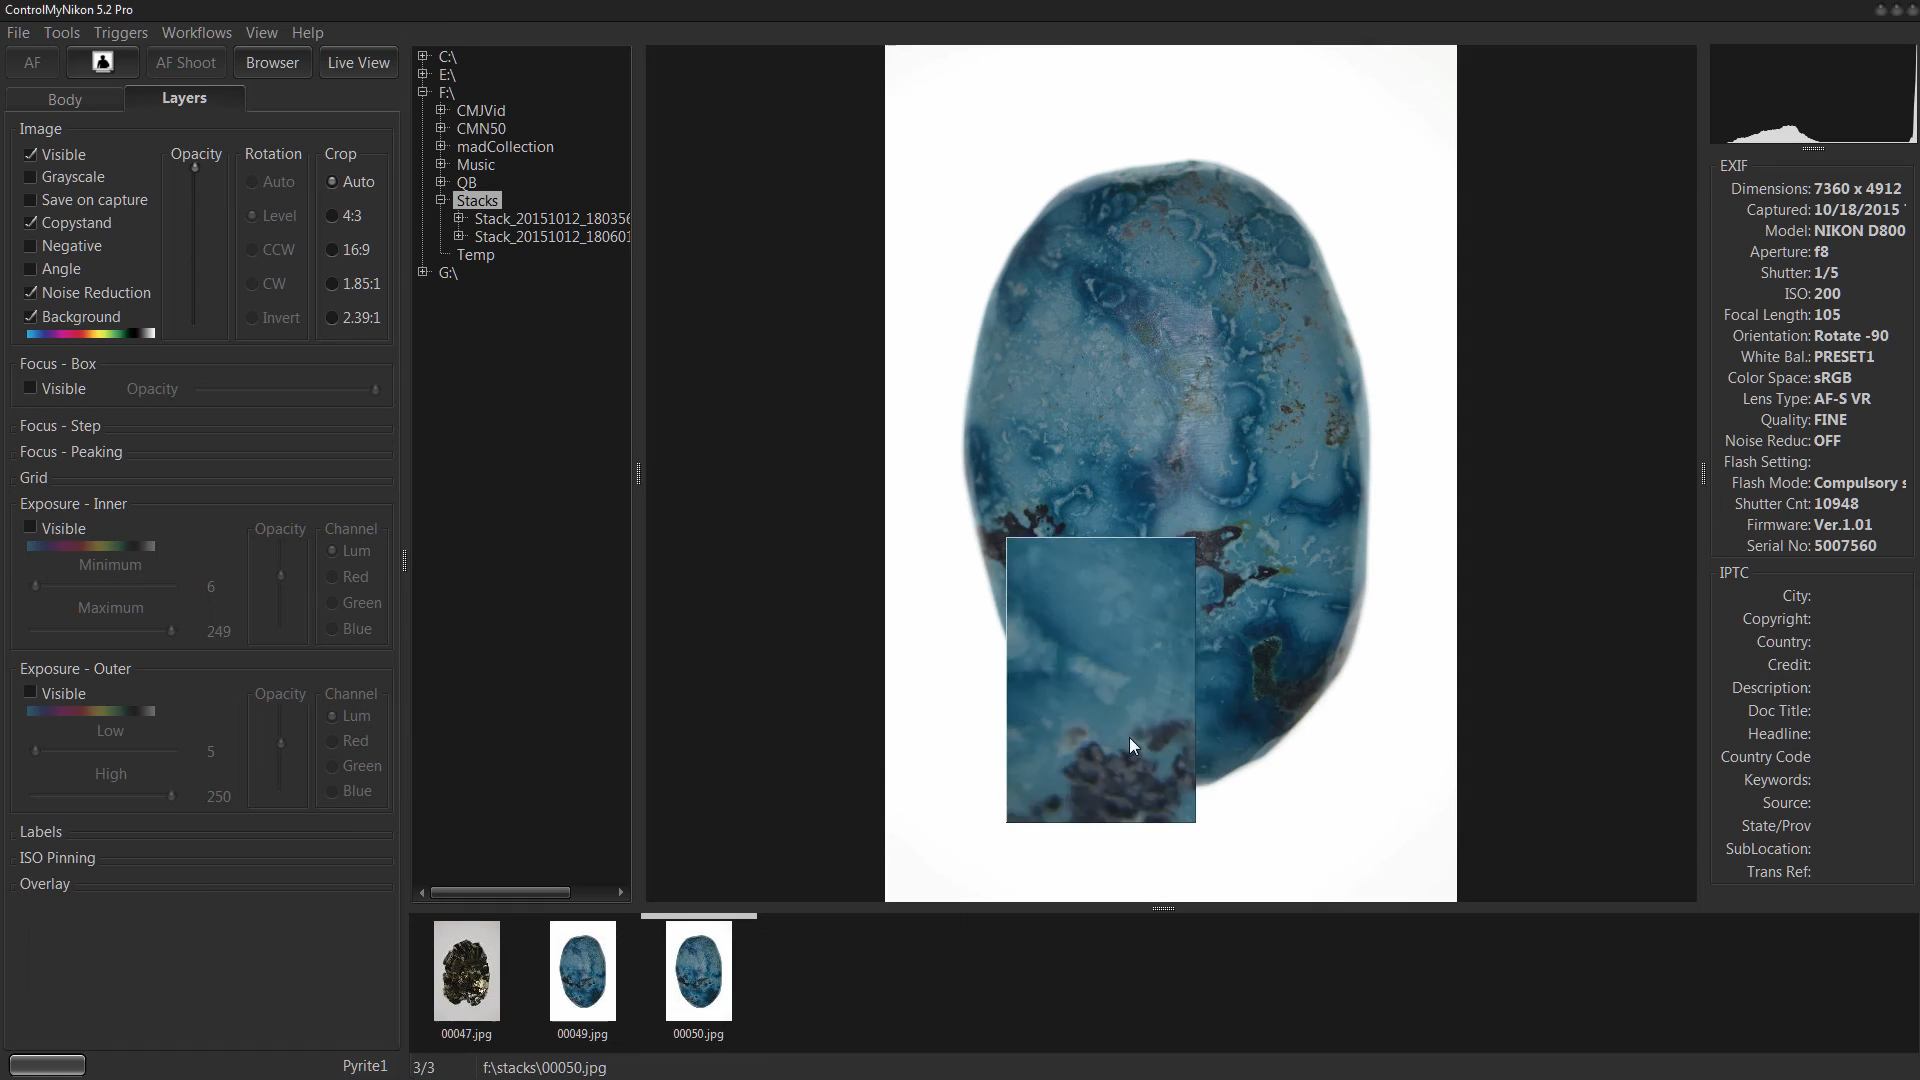 ControlMyNikon 5.2 Pro
File Tools Triggers Workflows View Help
AF AF Shoot Browser Live View
Body Layers
Image
Visible
Grayscale
Save on capture
Copystand
Negative
Angle
Noise Reduction
Background
Opacity
Rotation
Auto
Level
CCW
CW
Invert
Crop
Auto
4:3
16:9
1.85:1
2.39:1
Focus - Box
Visible Opacity
Focus - Step
Focus - Peaking
Grid
Exposure - Inner
Visible
Minimum
6
Maximum
249
Opacity
Channel
Lum
Red
Green
Blue
Exposure - Outer
Visible
Low
5
High
250
Opacity
Channel
Lum
Red
Green
Blue
Labels
ISO Pinning
Overlay
Pyrite1
C:\
E:\
F:\
CMJVid
CMN50
madCollection
Music
QB
Stacks
Stack_20151012_180356
Stack_20151012_180601
Temp
G:\
EXIF
Dimensions: 7360 x 4912
Captured: 10/18/2015
Model: NIKON D800
Aperture: f8
Shutter: 1/5
ISO: 200
Focal Length: 105
Orientation: Rotate -90
White Bal.: PRESET1
Color Space: sRGB
Lens Type: AF-S VR
Quality: FINE
Noise Reduc: OFF
Flash Setting:
Flash Mode: Compulsory s
Shutter Cnt: 10948
Firmware: Ver.1.01
Serial No: 5007560
IPTC
City:
Copyright:
Country:
Credit:
Description:
Doc Title:
Headline:
Country Code
Keywords:
Source:
State/Prov
SubLocation:
Trans Ref:
00047.jpg 00049.jpg 00050.jpg
3/3 f:\stacks\00050.jpg